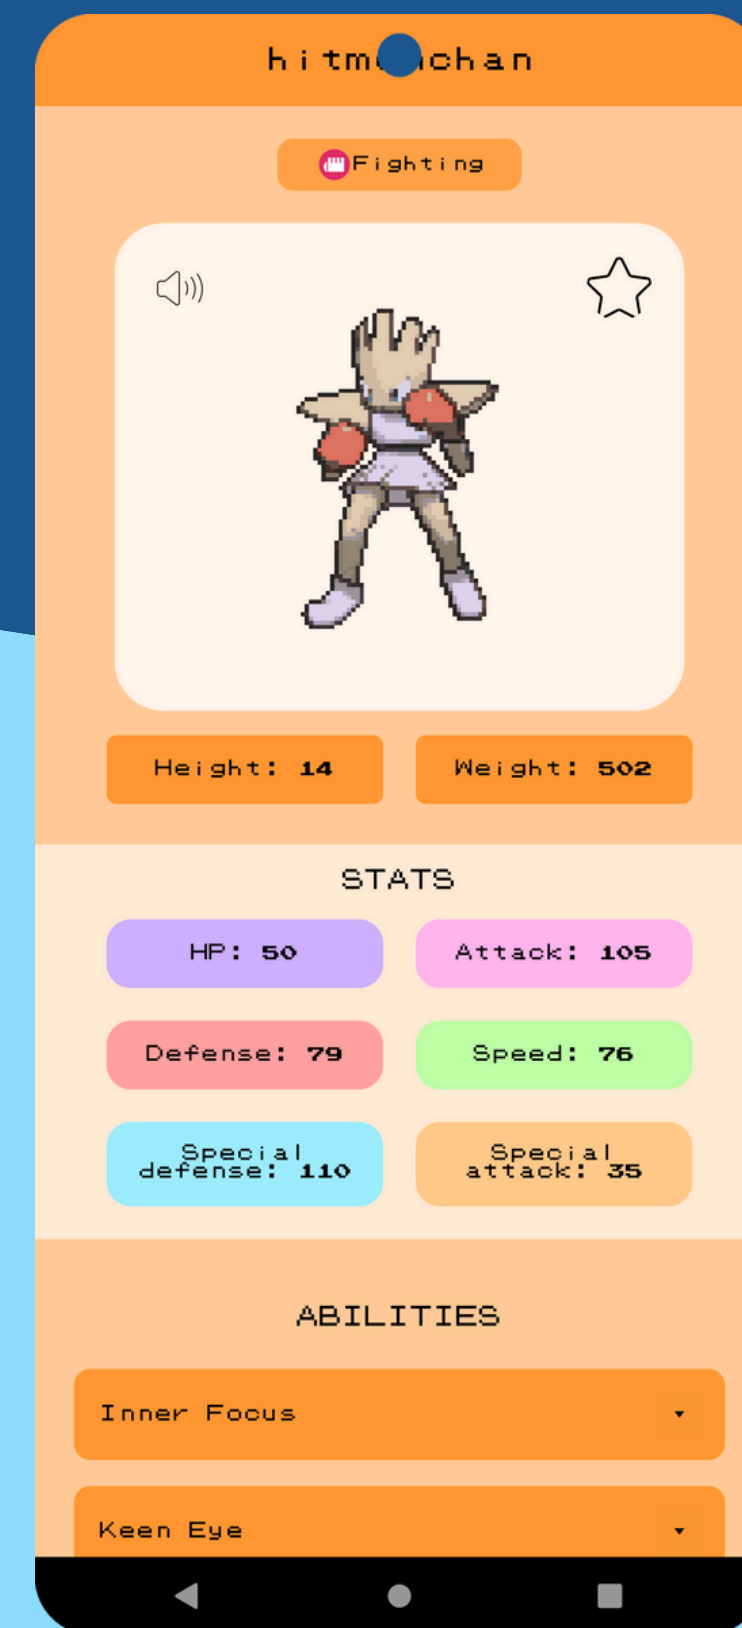 Fighting
Height: 14
Weight: 502
STATS
HP: 50
Attack: 105
Defense: 79
Speed: 76
Special
defense: 110
Special
attack: 35
ABILITIES
Inner Focus
Keen Eye